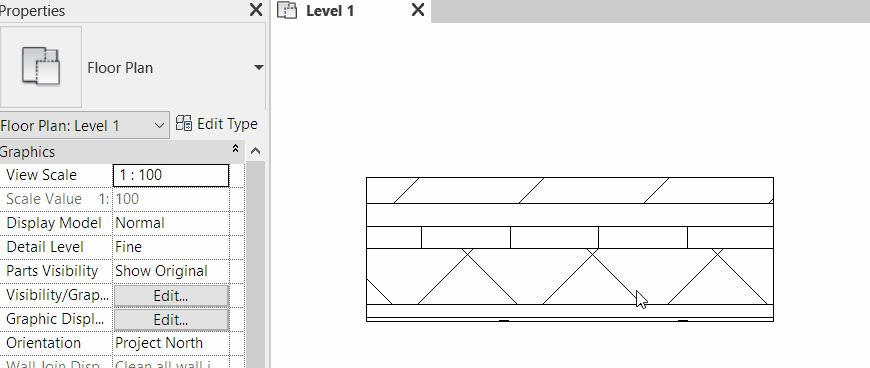 Properties
Level 1
Floor Plan
Floor Plan: Level 1
Edit Type
Graphics
View Scale 1 : 100
Scale Value 1: 100
Display Model Normal
Detail Level Fine
Parts Visibility Show Original
Visibility/Grap... Edit...
Graphic Displ... Edit...
Orientation Project North
Wall Join Disp... Clean all wall j...